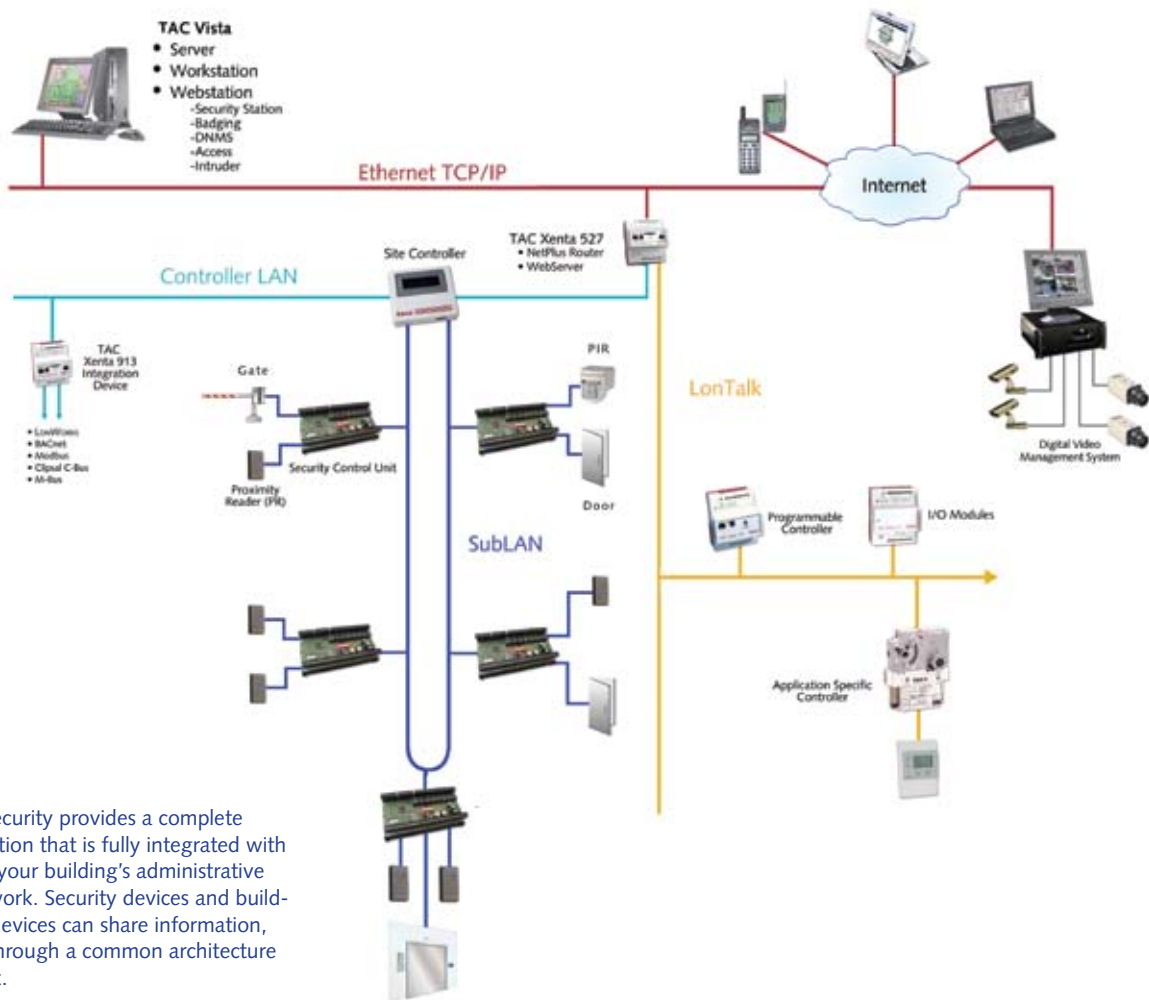 TAC Vista
• Server
• Workstation
• Webstation
-Security Station
-Badging
-DNMS
-Access
-Intruder
Ethernet TCP/IP
Internet
TAC Xenta 527
• NetPlus Router
• WebServer
Site Controller
Controller LAN
TAC
Xenta 913
Integration
Device
• LonWorks
• BACnet
• Modbus
• Clipsal C-Bus
• M-Bus
Gate
PIR
Security Control Unit
Proximity
Reader (PR)
Door
SubLAN
LonTalk
Digital Video
Management System
Programmable
Controller
I/O Modules
Application Specific
Controller
ecurity provides a complete
tion that is fully integrated with
your building's administrative
work. Security devices and build-
evices can share information,
hrough a common architecture